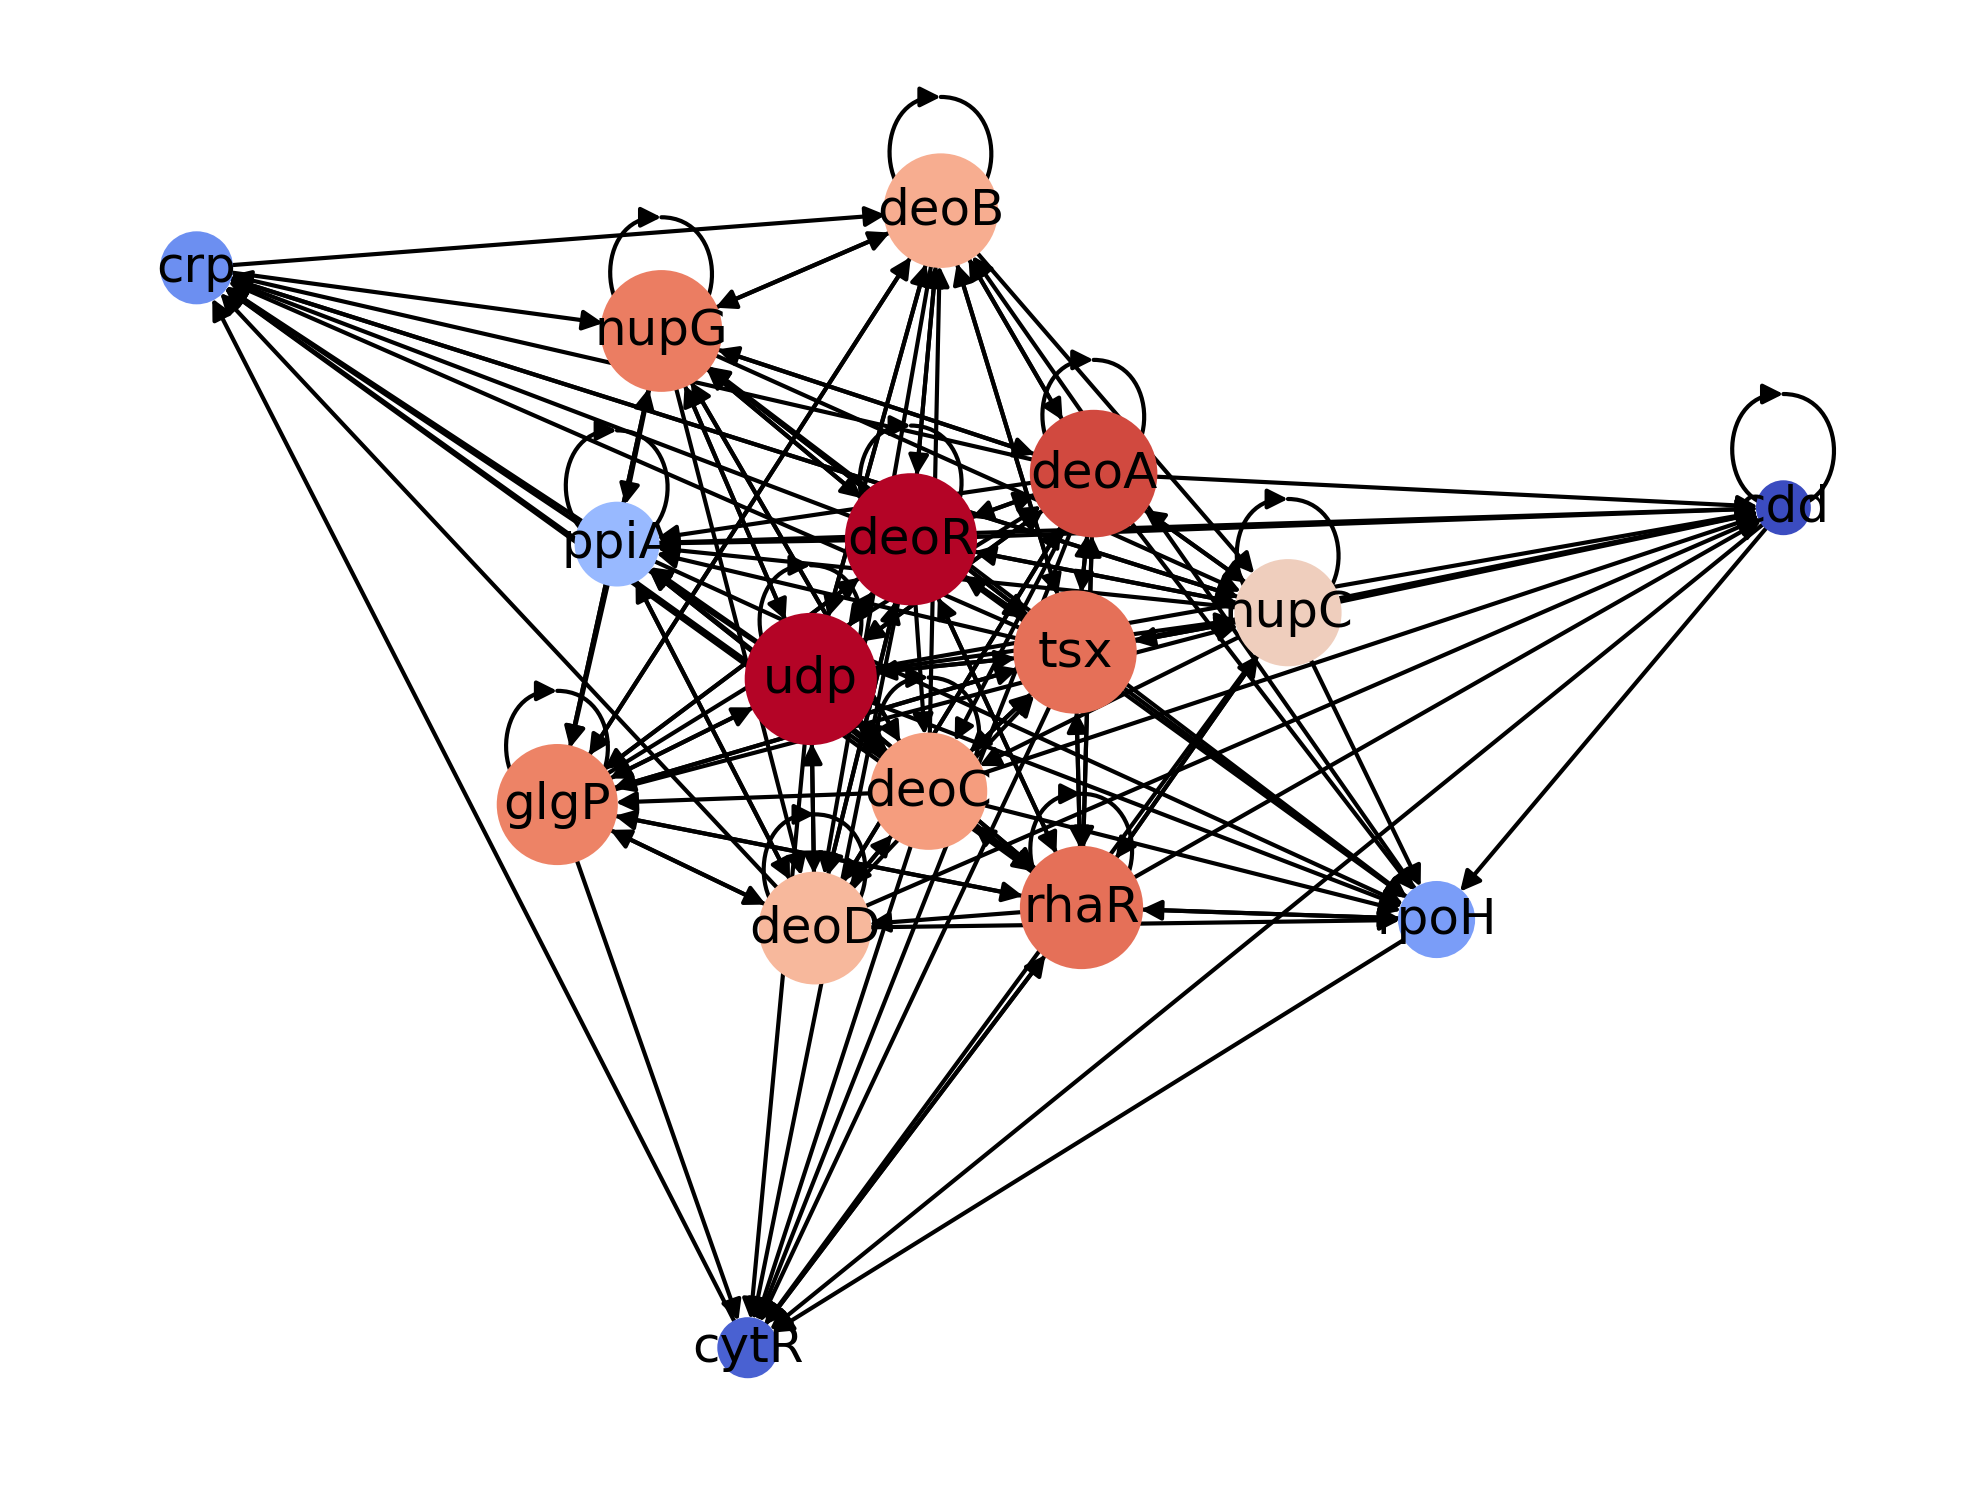 deoB
crp
nupG
deoA
cdd
deoR
ppiA
nupC
tsx
udp
deoC
glgP
rhaR
rpoH
deoD
cytR